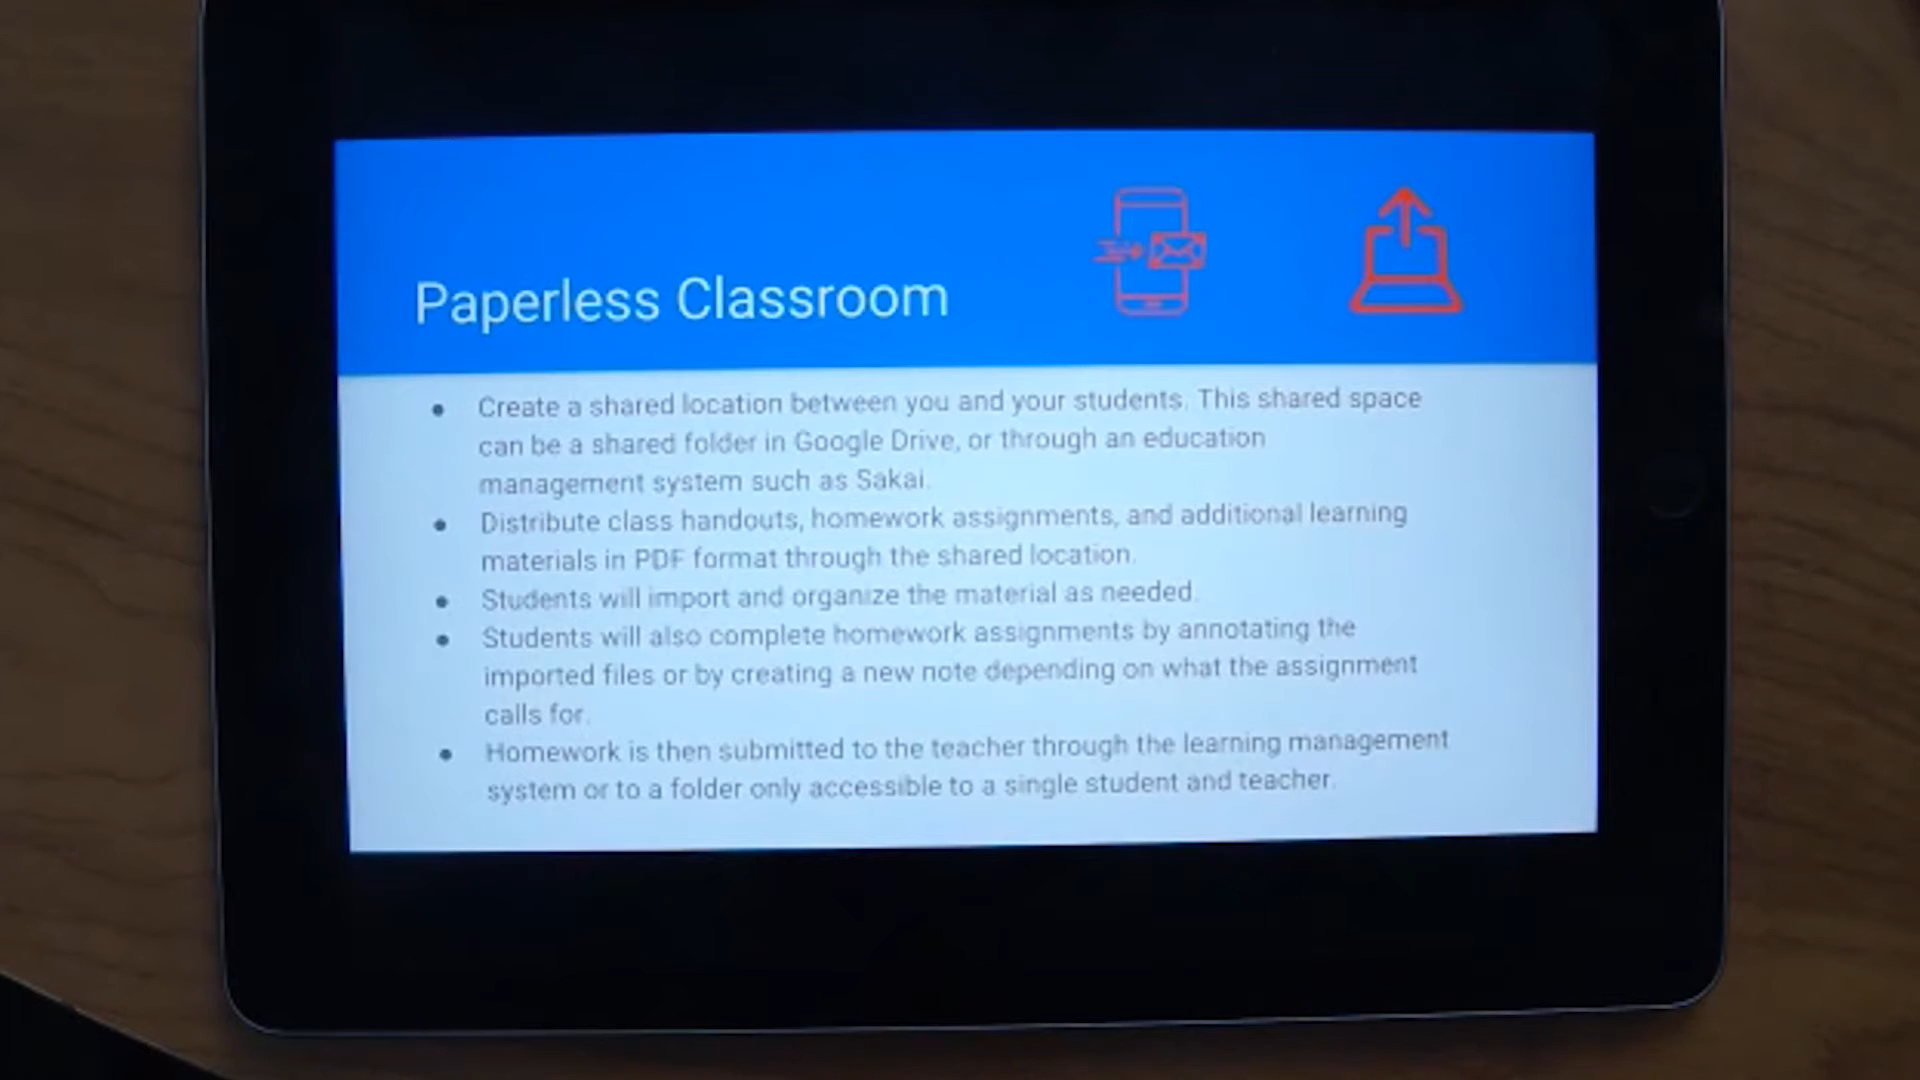 Paperless Classroom
● Create a shared location between you and your students. This shared space
can be a shared folder in Google Drive, or through an education
management system such as Sakai.
● Distribute class handouts, homework assignments, and additional learning
materials in PDF format through the shared location.
● Students will import and organize the material as needed.
● Students will also complete homework assignments by annotating the
imported files or by creating a new note depending on what the assignment
calls for.
● Homework is then submitted to the teacher through the learning management
system or to a folder only accessible to a single student and teacher.